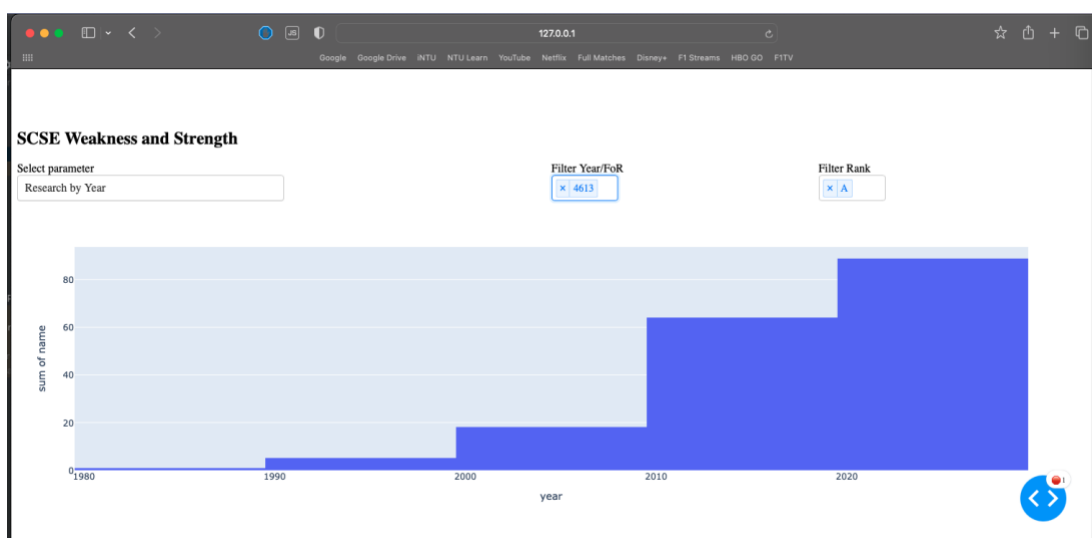 JS
127.0.0.1
Google Google Drive iNTU NTU Learn YouTube Netflix Full Matches Disney+ F1 Streams HBO GO F1TV
SCSE Weakness and Strength
Select parameter Filter Year/FoR Filter Rank
Research by Year × 4613 × A
80
60
40
20
0
sum of name
1980 1990 2000 2010 2020
year
1